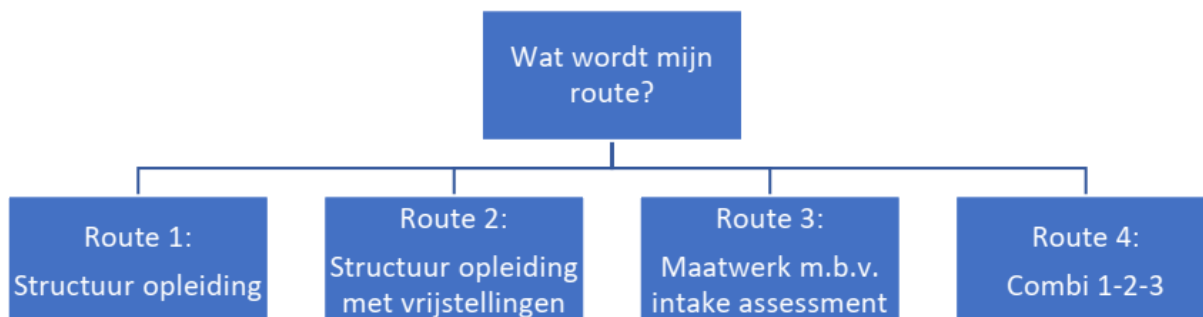 Wat wordt mijn
route?
Route 1:
Structuur opleiding
Route 2:
Structuur opleiding
met vrijstellingen
Route 3:
Maatwerk m.b.v.
intake assessment
Route 4:
Combi 1-2-3